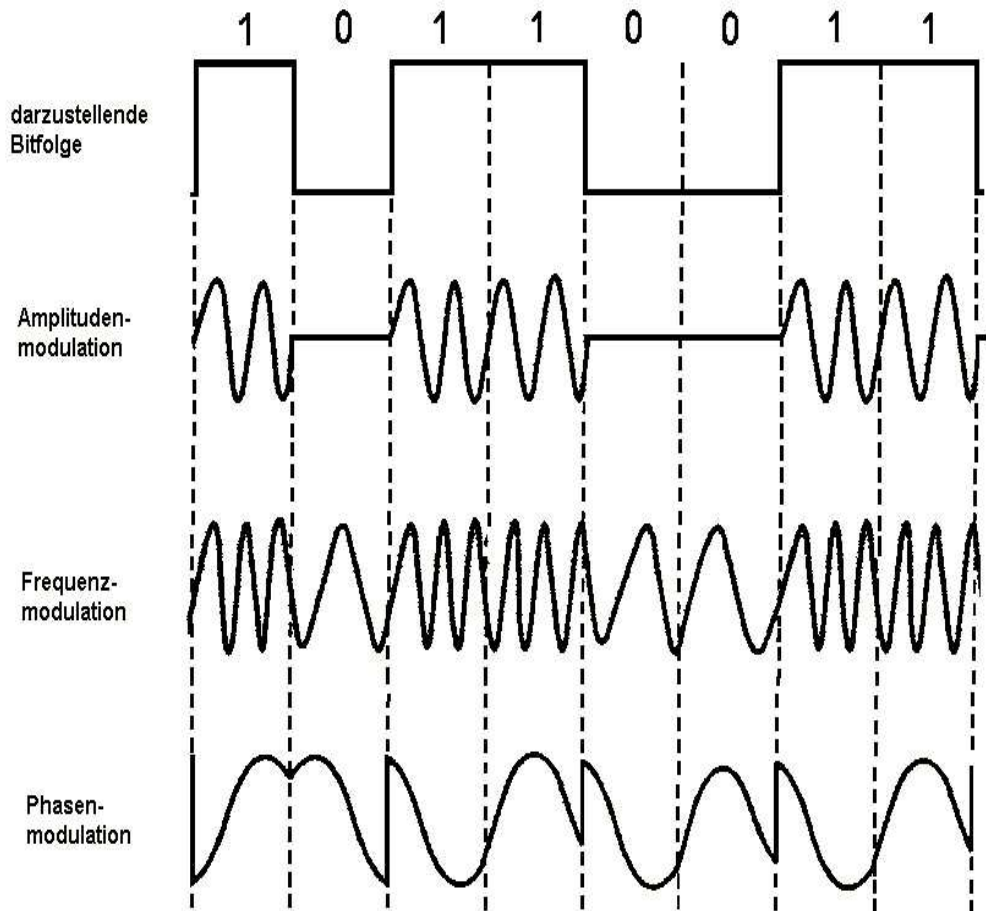 1 0 1 1 0 0 1 1
darzustellende
Bitfolge
Amplituden-
modulation
Frequenz-
modulation
Phasen-
modulation